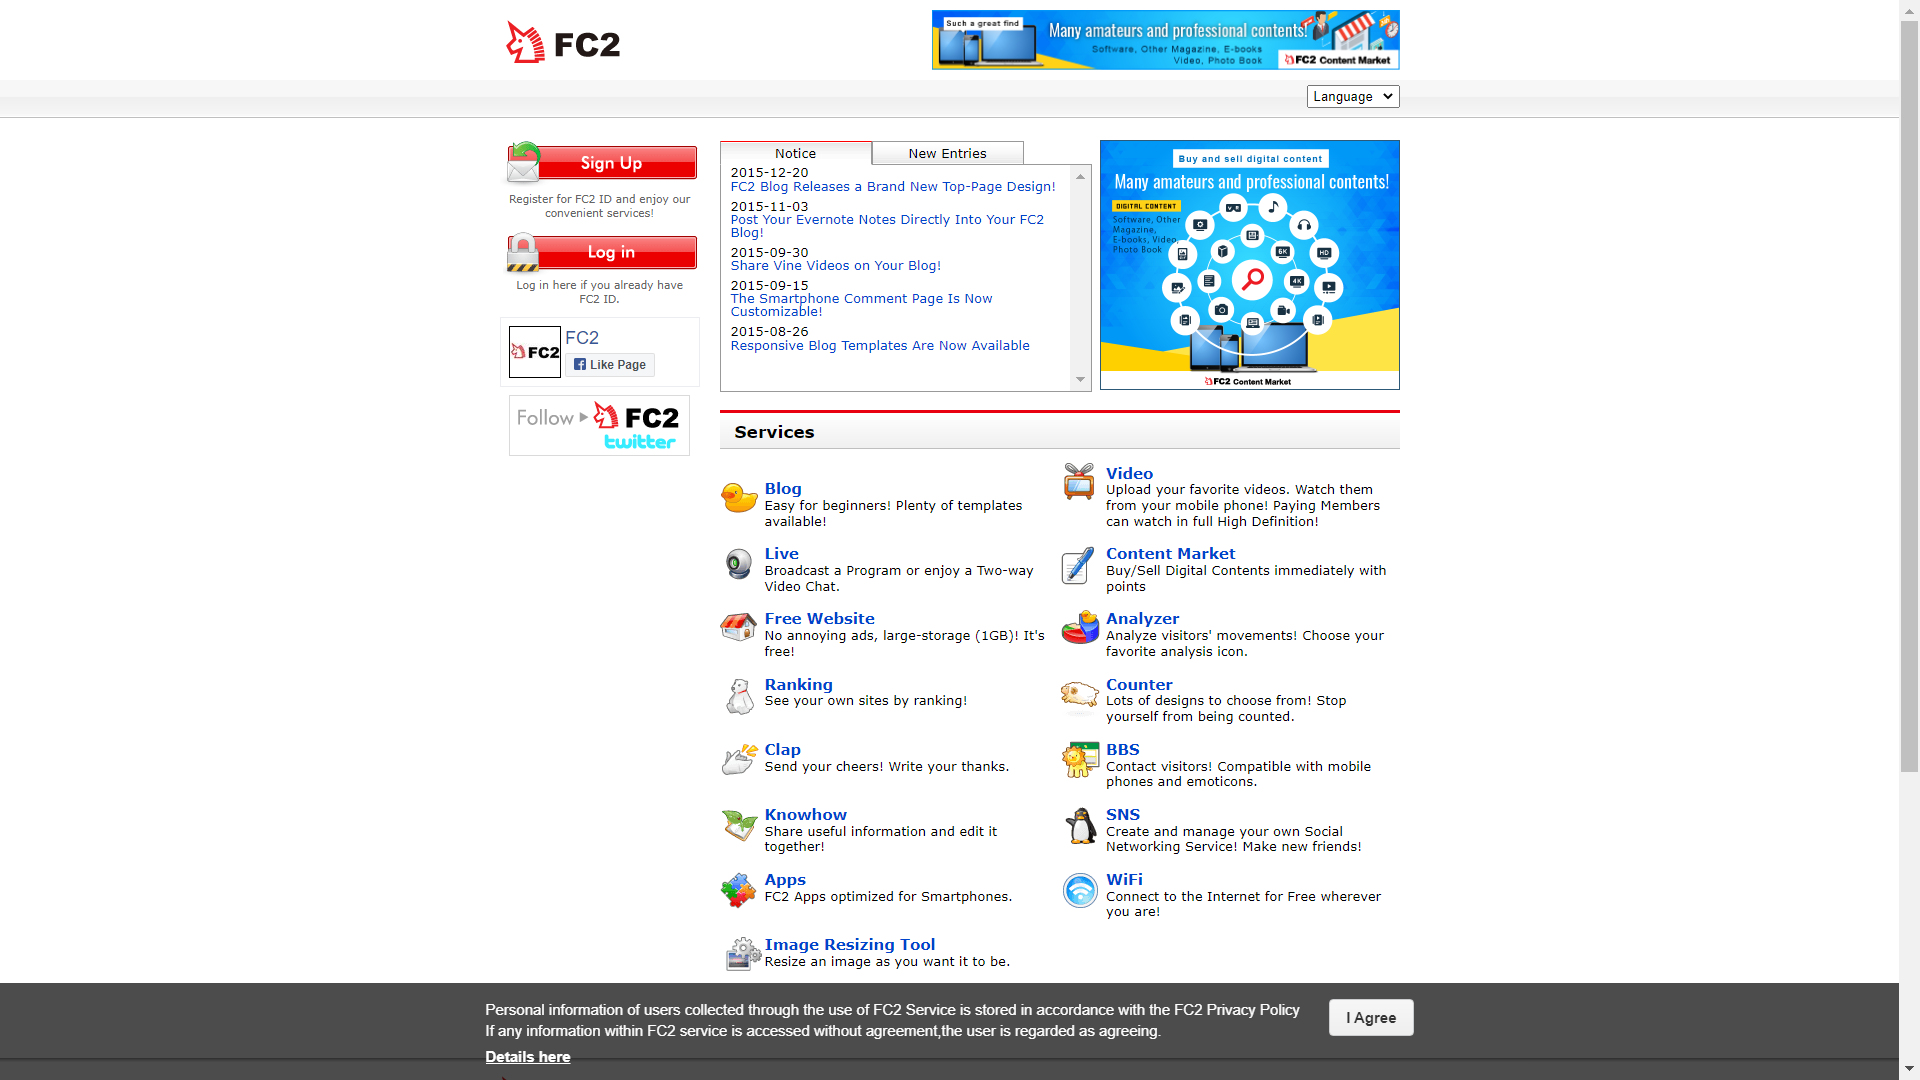 FC2
Such a great find
Many amateurs and professional contents!
Software, Other Magazine, E-books
Video, Photo Book
FC2 Content Market
Language
Sign Up
Register for FC2 ID and enjoy our
convenient services!
Log in
Log in here if you already have
FC2 ID.
FC2
FC2
Like Page
Follow
FC2
twitter
Notice
New Entries
2015-12-20
FC2 Blog Releases a Brand New Top-Page Design!
2015-11-03
Post Your Evernote Notes Directly Into Your FC2
Blog!
2015-09-30
Share Vine Videos on Your Blog!
2015-09-15
The Smartphone Comment Page Is Now
Customizable!
2015-08-26
Responsive Blog Templates Are Now Available
Buy and sell digital content
Many amateurs and professional contents!
DIGITAL CONTENT
Software, Other
Magazine,
E-books, Video,
Photo Book
6K
HD
4K
FC2 Content Market
Services
Blog
Easy for beginners! Plenty of templates
available!
Video
Upload your favorite videos. Watch them
from your mobile phone! Paying Members
can watch in full High Definition!
Live
Broadcast a Program or enjoy a Two-way
Video Chat.
Content Market
Buy/Sell Digital Contents immediately with
points
Free Website
No annoying ads, large-storage (1GB)! It's
free!
Analyzer
Analyze visitors' movements! Choose your
favorite analysis icon.
Ranking
See your own sites by ranking!
Counter
Lots of designs to choose from! Stop
yourself from being counted.
Clap
Send your cheers! Write your thanks.
BBS
Contact visitors! Compatible with mobile
phones and emoticons.
Knowhow
Share useful information and edit it
together!
SNS
Create and manage your own Social
Networking Service! Make new friends!
Apps
FC2 Apps optimized for Smartphones.
WiFi
Connect to the Internet for Free wherever
you are!
Image Resizing Tool
Resize an image as you want it to be.
Personal information of users collected through the use of FC2 Service is stored in accordance with the FC2 Privacy Policy
If any information within FC2 service is accessed without agreement,the user is regarded as agreeing.
Details here
I Agree